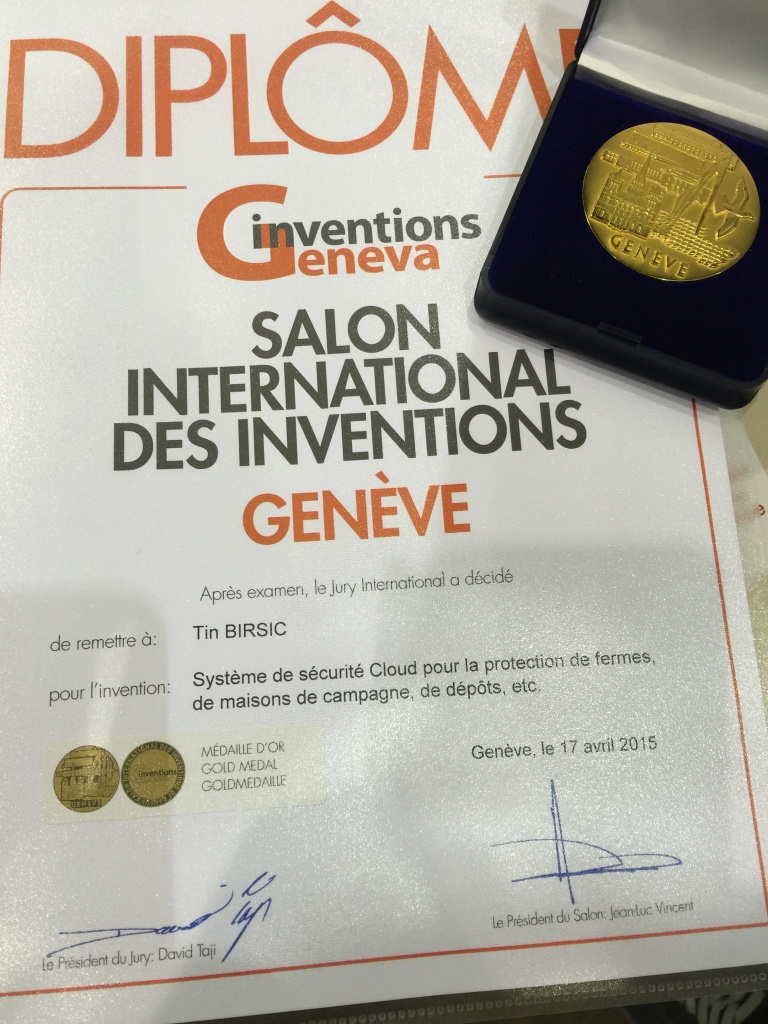 DIPLÔM
inventions
Geneva
GENÈVE
SALON
INTERNATIONAL
DES INVENTIONS
GENÈVE
Après examen, le Jury International a décidé
de remettre à: Tin BIRSIC
pour l'invention: Système de sécurité Cloud pour la protection de fermes,
de maisons de campagne, de dépôts, etc.
GENÈVE
inventions
MÉDAILLE D'OR
GOLD MEDAL
GOLDMEDAILLE
Genève, le 17 avril 2015
Le Président du Jury: David Taji
Le Président du Salon: Jean-Luc Vincent